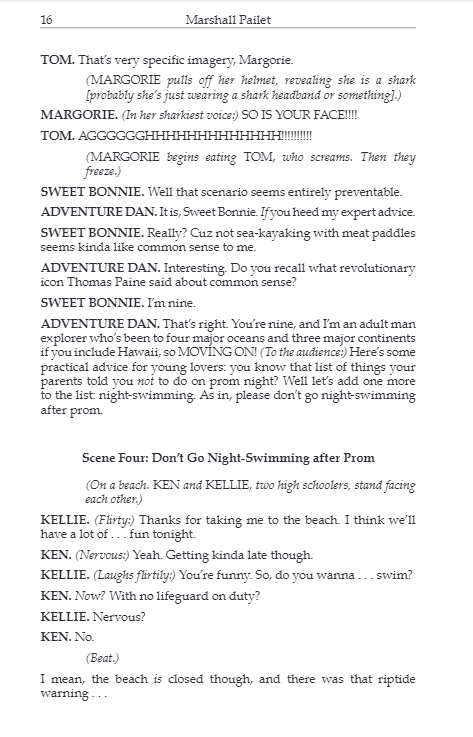 16
Marshall Pailet
TOM. That's very specific imagery, Margorie.
(MARGORIE pulls off her helmet, revealing she is a shark
[probably she's just wearing a shark headband or something].)
MARGORIE. (In her sharkiest voice:) SO IS YOUR FACE!!!!
TOM. AGGGGGGHHHHHHHHHHHHH!!!!!!!!!!
(MARGORIE begins eating TOM, who screams. Then they
freeze.)
SWEET BONNIE. Well that scenario seems entirely preventable.
ADVENTURE DAN. It is, Sweet Bonnie. If you heed my expert advice.
SWEET BONNIE. Really? Cuz not sea-kayaking with meat paddles
seems kinda like common sense to me.
ADVENTURE DAN. Interesting. Do you recall what revolutionary
icon Thomas Paine said about common sense?
SWEET BONNIE. I'm nine.
ADVENTURE DAN. That's right. You're nine, and I'm an adult man
explorer who's been to four major oceans and three major continents
if you include Hawaii, so MOVING ON! (To the audience:) Here's some
practical advice for young lovers: you know that list of things your
parents told you not to do on prom night? Well let's add one more
to the list: night-swimming. As in, please don't go night-swimming
after prom.
Scene Four: Don't Go Night-Swimming after Prom
(On a beach. KEN and KELLIE, two high schoolers, stand facing
each other.)
KELLIE. (Flirty:) Thanks for taking me to the beach. I think we'll
have a lot of . . . fun tonight.
KEN. (Nervous:) Yeah. Getting kinda late though.
KELLIE. (Laughs flirtily:) You're funny. So, do you wanna . . . swim?
KEN. Now? With no lifeguard on duty?
KELLIE. Nervous?
KEN. No.
(Beat.)
I mean, the beach is closed though, and there was that riptide
warning . . .